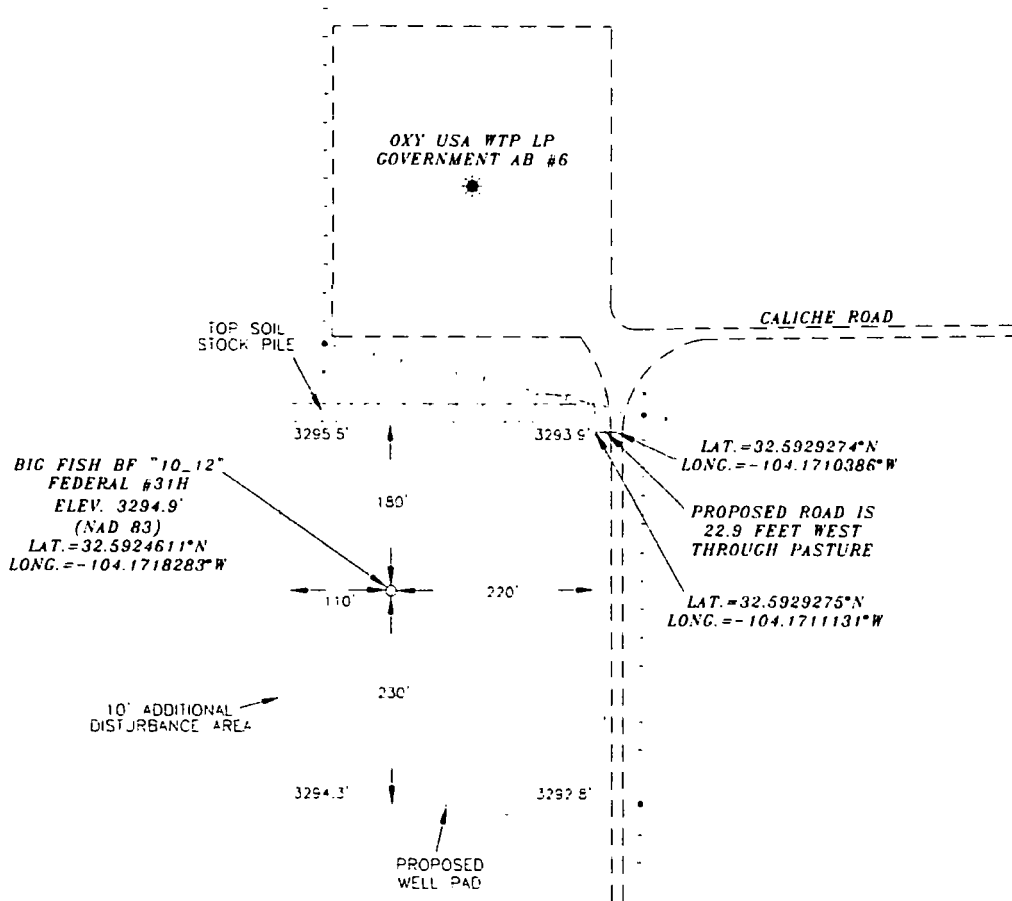 OXY USA WTP LP
GOVERNMENT AB #6
CALICHE ROAD
TOP SOIL
STOCK PILE
3295.5'
3293.9'
LAT.=32.5929274°N
LONG.=-104.1710386°W
BIG FISH BF "10_12"
FEDERAL #31H
ELEV. 3294.9'
(NAD 83)
LAT.=32.5924611°N
LONG.=-104.1718283°W
180'
PROPOSED ROAD IS
22.9 FEET WEST
THROUGH PASTURE
110'
220'
LAT.=32.5929275°N
LONG.=-104.1711131°W
230'
10' ADDITIONAL
DISTURBANCE AREA
3294.3'
3292.8'
PROPOSED
WELL PAD